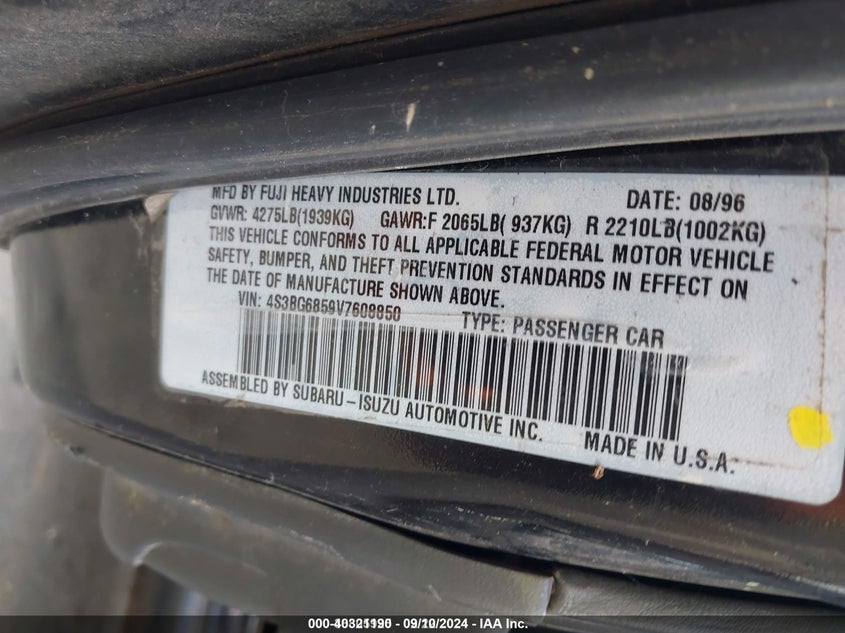 MFD BY FUJI HEAVY INDUSTRIES LTD. DATE: 08/96
GVWR: 4275LB(1939KG) GAWR:F 2065LB( 937KG) R 2210LB(1002KG)
THIS VEHICLE CONFORMS TO ALL APPLICABLE FEDERAL MOTOR VEHICLE
SAFETY, BUMPER, AND THEFT PREVENTION STANDARDS IN EFFECT ON
THE DATE OF MANUFACTURE SHOWN ABOVE.
VIN: 4S3BG6859V7608850 TYPE: PASSENGER CAR
ASSEMBLED BY SUBARU-ISUZU AUTOMOTIVE INC. MADE IN U.S.A.
- IAA Inc.